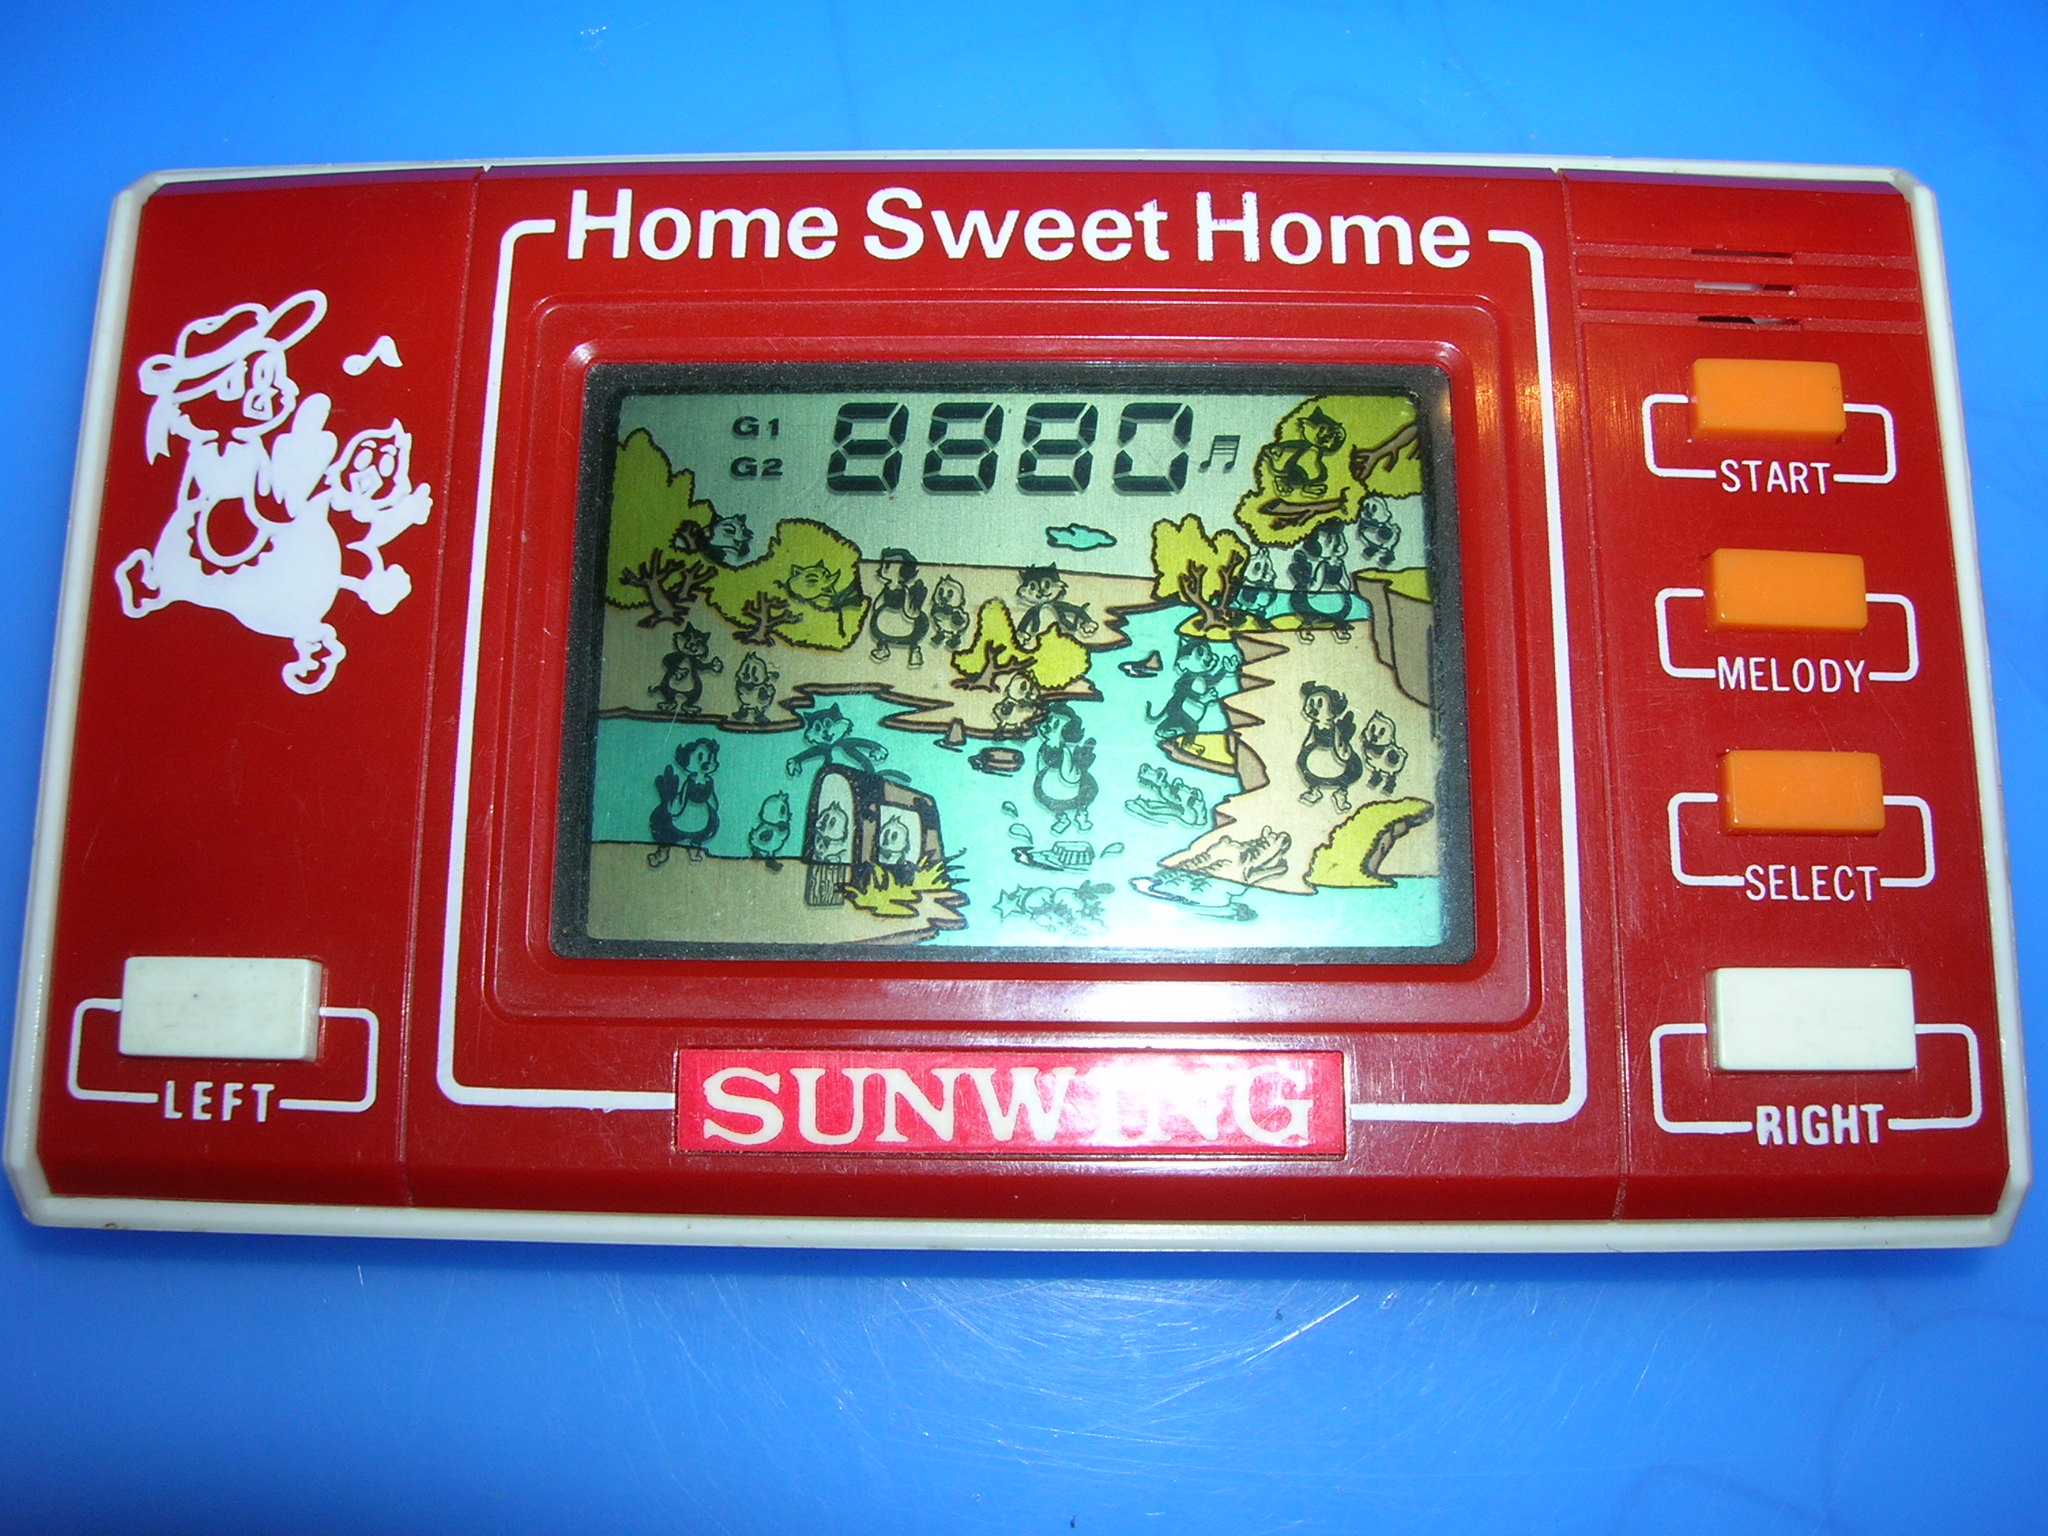 Home Sweet Home
G1
8880
G2
START
MELODY
SELECT
LEFT
RIGHT
SUNWING